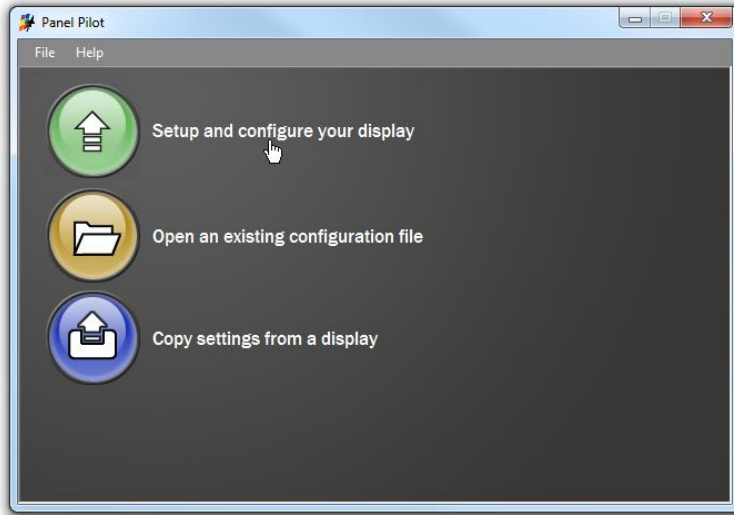 Panel Pilot
File Help
Setup and configure your display
Open an existing configuration file
Copy settings from a display